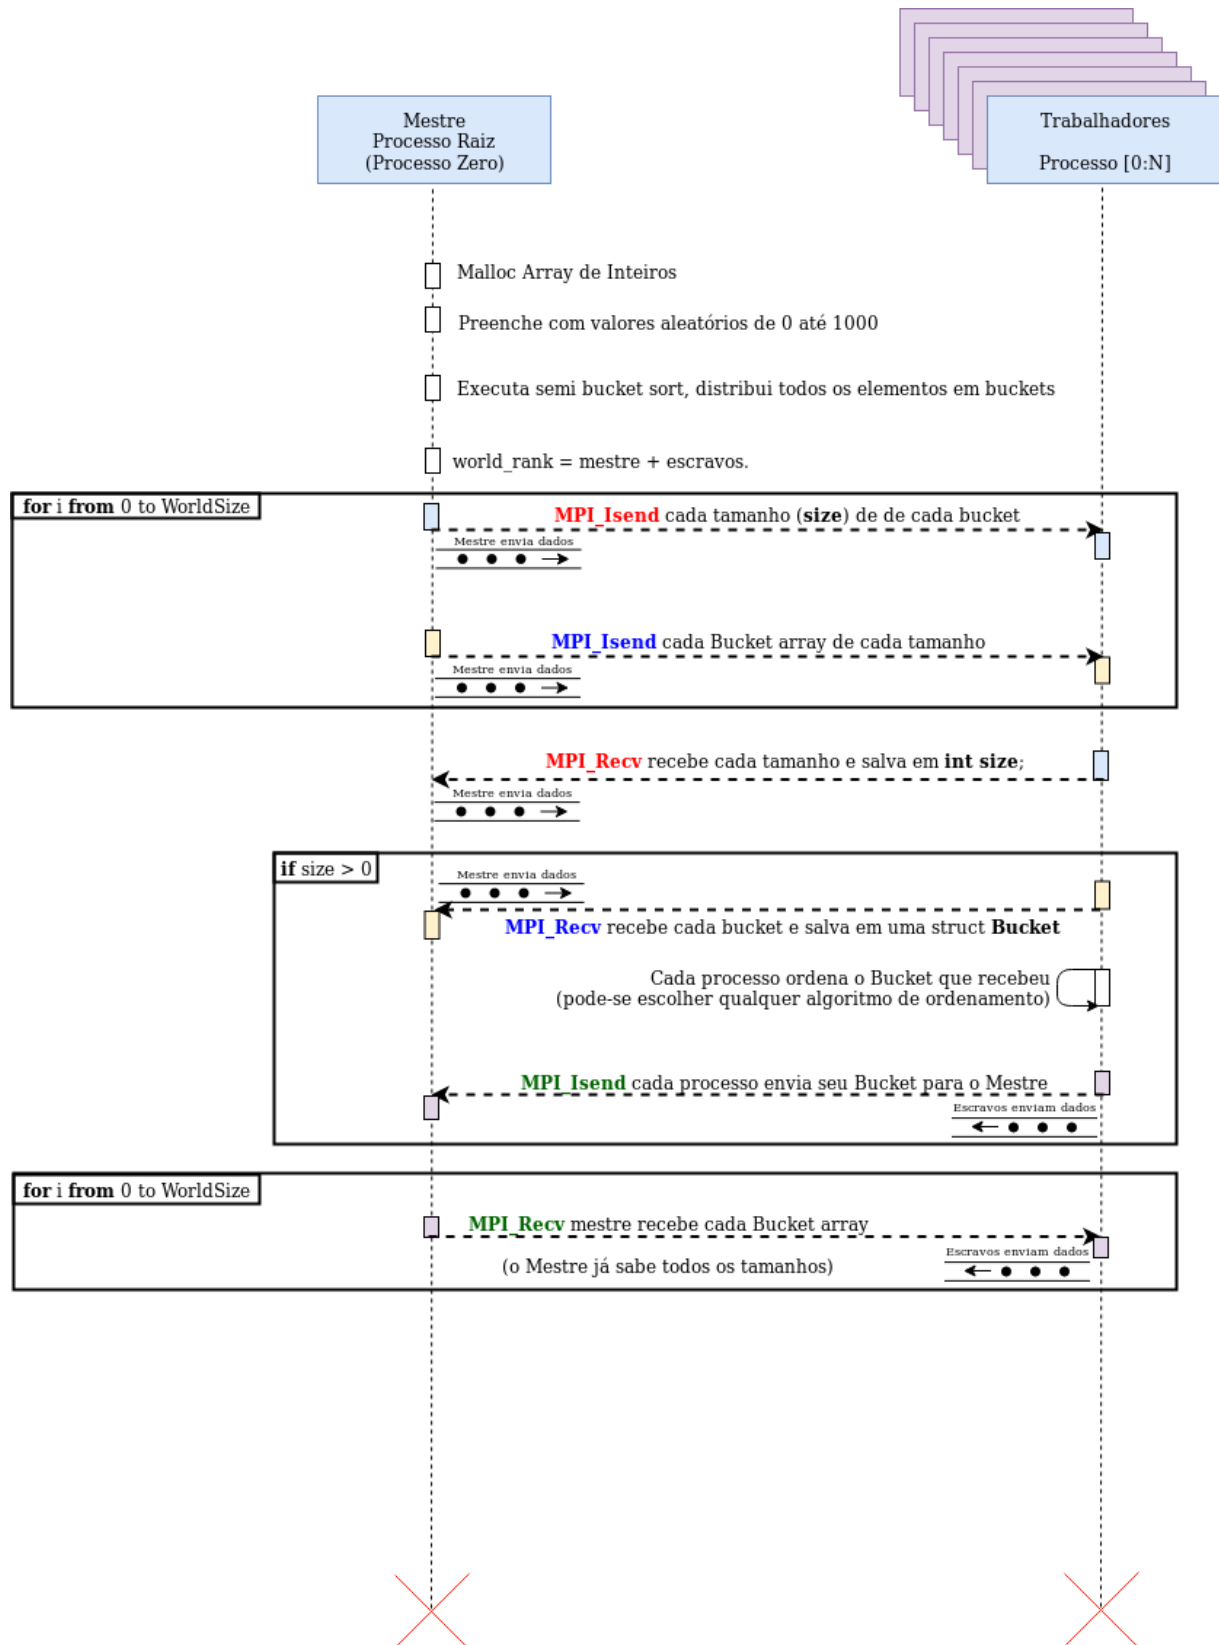 Mestre
Processo Raiz
(Processo Zero)
Trabalhadores
Processo [0:N]
Malloc Array de Inteiros
Preenche com valores aleatórios de 0 até 1000
Executa semi bucket sort, distribui todos os elementos em buckets
world_rank = mestre + escravos.
for i from 0 to WorldSize
MPI_Isend cada tamanho (size) de de cada bucket
Mestre envia dados
MPI_Isend cada Bucket array de cada tamanho
Mestre envia dados
MPI_Recv recebe cada tamanho e salva em int size;
Mestre envia dados
if size > 0
Mestre envia dados
MPI_Recv recebe cada bucket e salva em uma struct Bucket
Cada processo ordena o Bucket que recebeu
(pode-se escolher qualquer algoritmo de ordenamento)
MPI_Isend cada processo envia seu Bucket para o Mestre
Escravos enviam dados
for i from 0 to WorldSize
MPI_Recv mestre recebe cada Bucket array
Escravos enviam dados
(o Mestre já sabe todos os tamanhos)